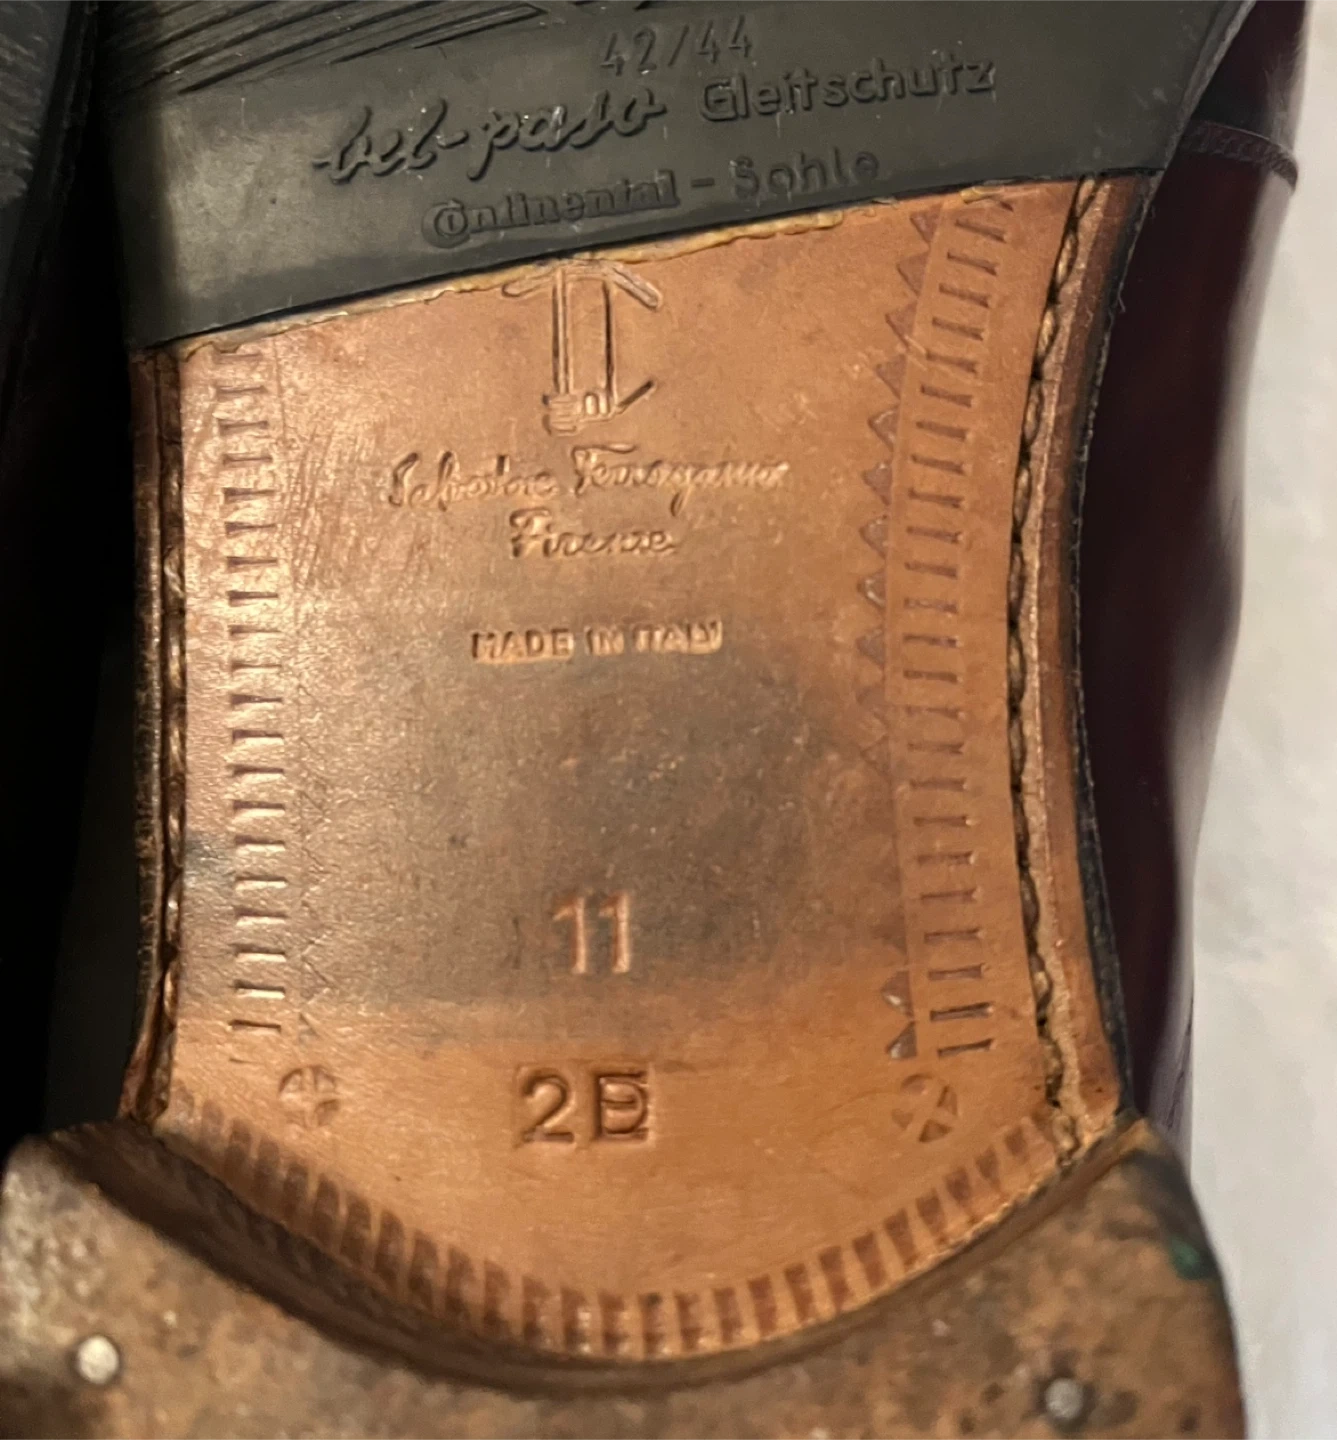 42/44
bel-paso Gleitschutz
Continental-Sohle
Salvatore Ferragamo
Firenze
MADE IN ITALY
11
2E